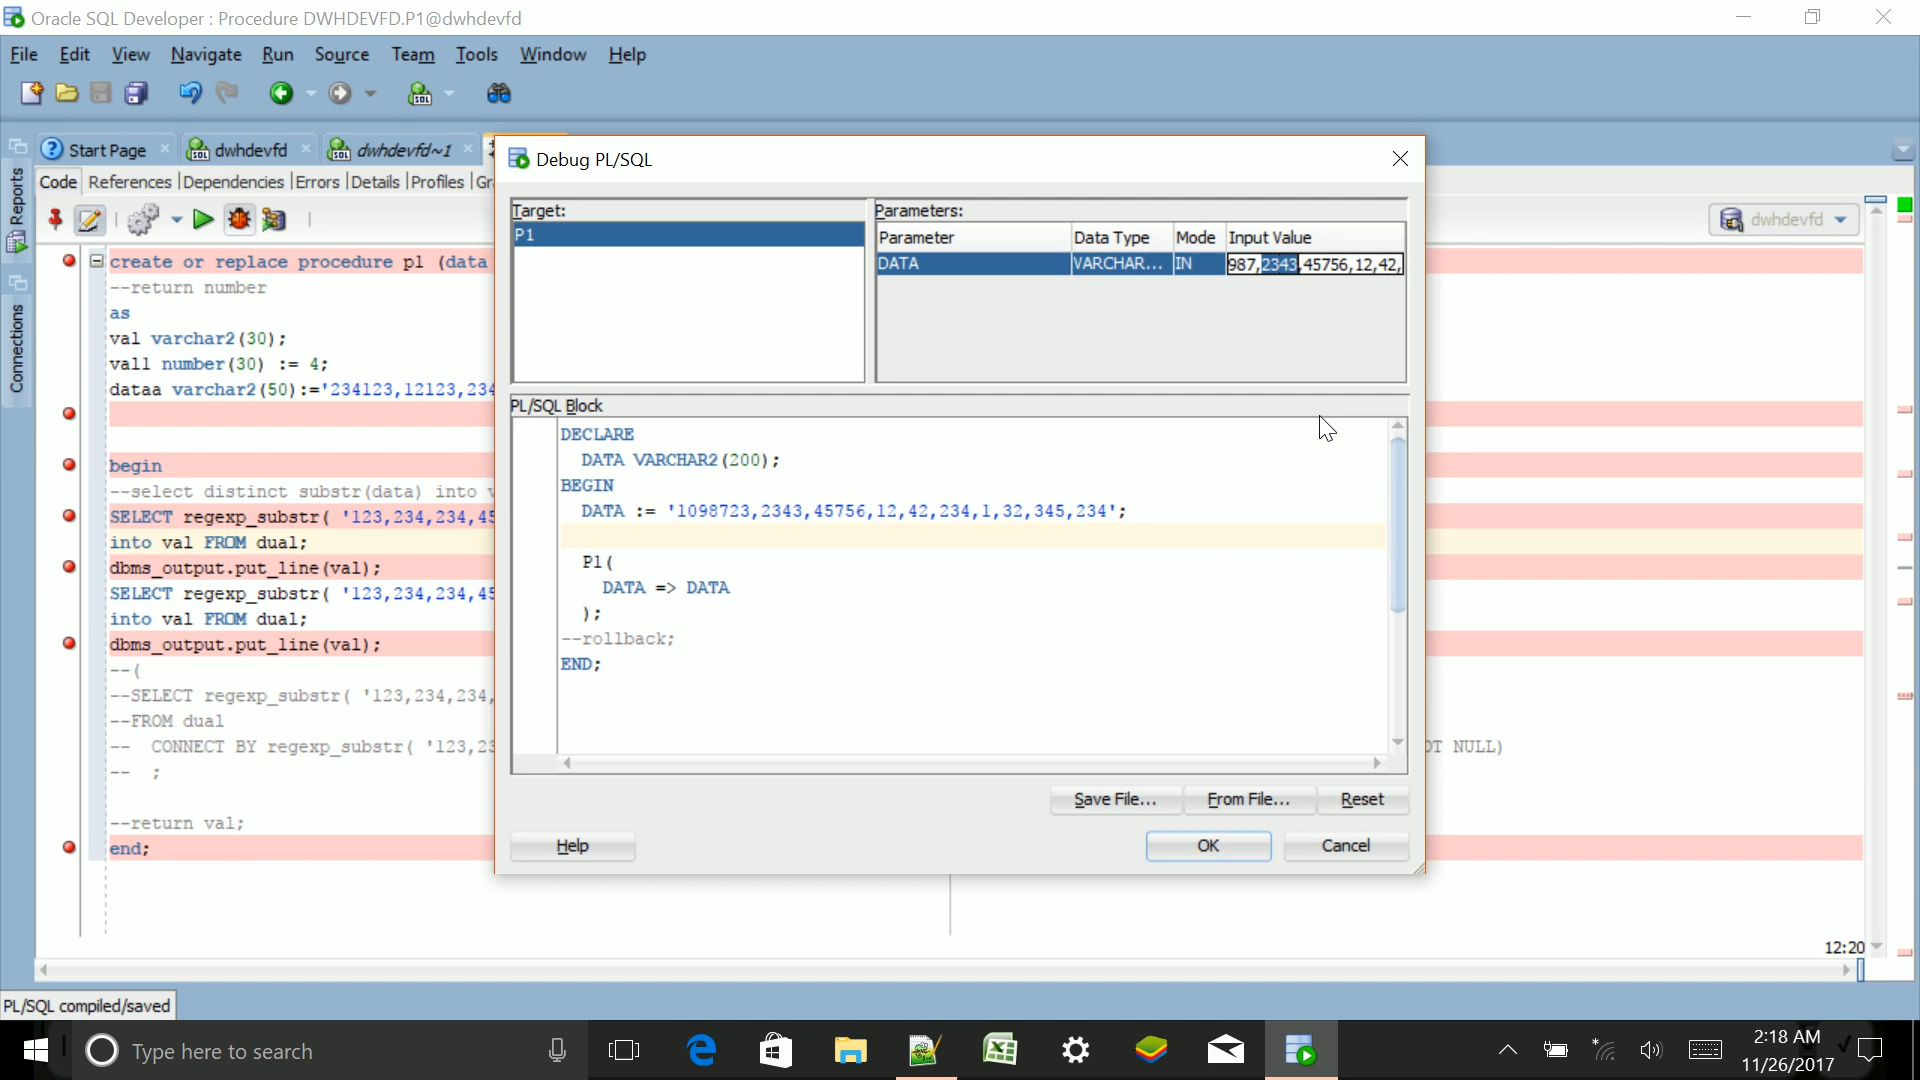 Oracle SQL Developer : Procedure DWHDEVFD.P1@dwhdevfd
File Edit View Navigate Run Source Team Tools Window Help
Start Page dwhdevfd dwhdevfd~1
Code References Dependencies Errors Details Profiles Gr
Reports
Connections
dwhdevfd
create or replace procedure p1 (data
--return number
as
val varchar2(30);
vall number(30) := 4;
dataa varchar2(50):='234123,12123,234
begin
--select distinct substr(data) into v
SELECT regexp_substr( '123,234,234,45
into val FROM dual;
dbms_output.put_line(val);
SELECT regexp_substr( '123,234,234,45
into val FROM dual;
dbms_output.put_line(val);
--(
--SELECT regexp_substr( '123,234,234,
--FROM dual
-- CONNECT BY regexp_substr( '123,23
OT NULL)
-- ;
--return val;
end;
Debug PL/SQL
Target:
P1
Parameters:
Parameter Data Type Mode Input Value
DATA VARCHAR... IN 987,2343,45756,12,42,
PL/SQL Block
DECLARE
DATA VARCHAR2(200);
BEGIN
DATA := '1098723,2343,45756,12,42,234,1,32,345,234';
P1(
DATA => DATA
);
--rollback;
END;
Save File... From File... Reset
Help OK Cancel
12:20
PL/SQL compiled/saved
Type here to search
2:18 AM
11/26/2017